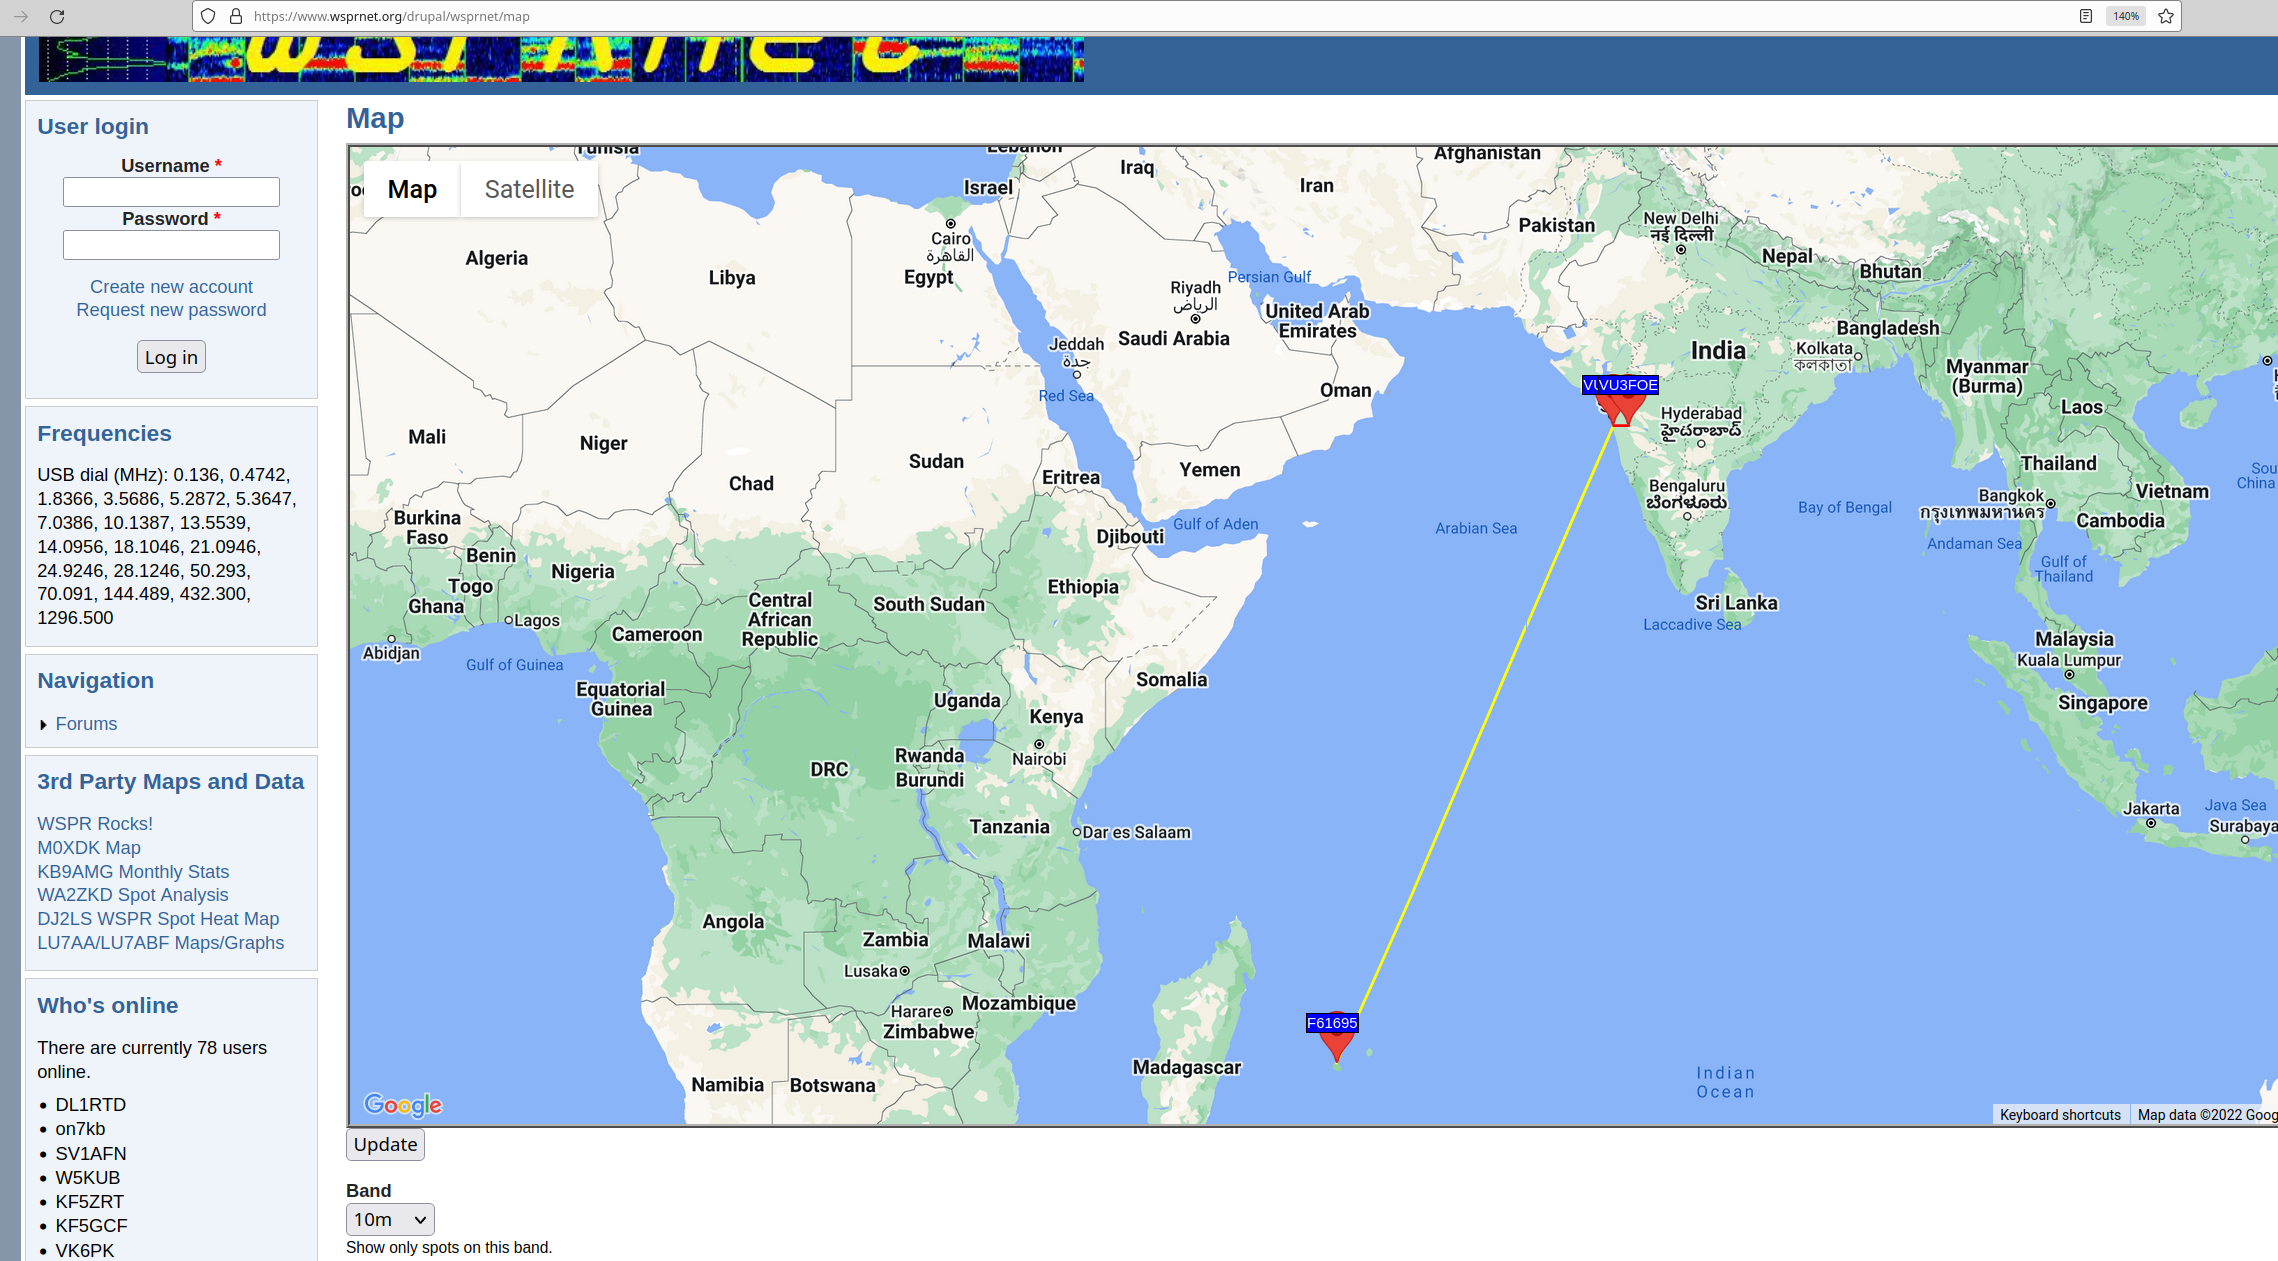 https://www.wsprnet.org/drupal/wsprnet/map
140%
User login
Username *
Password *
Create new account
Request new password
Log in
Frequencies
USB dial (MHz): 0.136, 0.4742,
1.8366, 3.5686, 5.2872, 5.3647,
7.0386, 10.1387, 13.5539,
14.0956, 18.1046, 21.0946,
24.9246, 28.1246, 50.293,
70.091, 144.489, 432.300,
1296.500
Navigation
Forums
3rd Party Maps and Data
WSPR Rocks!
M0XDK Map
KB9AMG Monthly Stats
WA2ZKD Spot Analysis
DJ2LS WSPR Spot Heat Map
LU7AA/LU7ABF Maps/Graphs
Who's online
There are currently 78 users
online.
DL1RTD
on7kb
SV1AFN
W5KUB
KF5ZRT
KF5GCF
VK6PK
Map
Map
Satellite
Tunisia
Lebanon
Israel
Iraq
Iran
Afghanistan
Pakistan
New Delhi
नई दिल्ली
Nepal
Bhutan
Cairo
القاهرة
Egypt
Algeria
Libya
Persian Gulf
Riyadh
الرياض
United Arab
Emirates
Saudi Arabia
Jeddah
جدة
Red Sea
Oman
Bangladesh
India
Kolkata
কলকাতা
Myanmar
(Burma)
Laos
VU3FOE
Hyderabad
హైదరాబాద్
Mali
Niger
Chad
Sudan
Eritrea
Yemen
Thailand
Bengaluru
ಬೆಂಗಳೂರು
Bangkok
กรุงเทพมหานคร
Vietnam
Cambodia
Burkina
Faso
Benin
Togo
Ghana
Nigeria
Gulf of Aden
Djibouti
Arabian Sea
Bay of Bengal
Andaman Sea
Gulf of
Thailand
Ethiopia
Central
African
Republic
South Sudan
Lagos
Cameroon
Abidjan
Gulf of Guinea
Sri Lanka
Laccadive Sea
Malaysia
Kuala Lumpur
Singapore
Equatorial
Guinea
Somalia
Uganda
Kenya
Nairobi
Rwanda
Burundi
DRC
Tanzania
Dar es Salaam
Jakarta
Java Sea
Surabaya
Angola
Zambia
Malawi
Lusaka
Mozambique
Harare
Zimbabwe
F61695
Madagascar
Namibia
Botswana
Indian
Ocean
Google
Keyboard shortcuts
Map data ©2022 Goog
Update
Band
10m
Show only spots on this band.